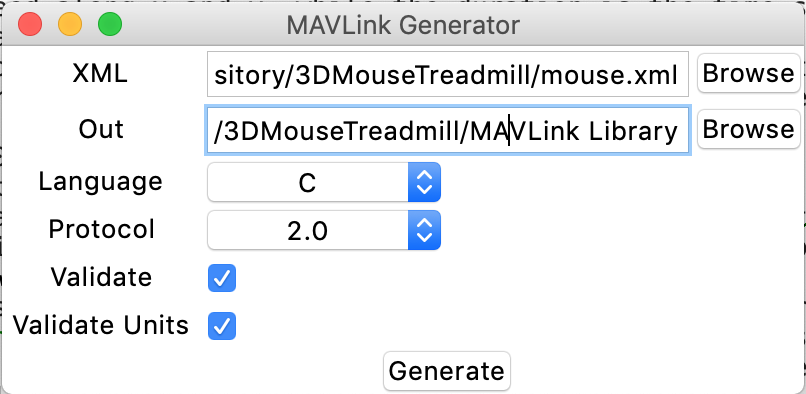 MAVLink Generator
XML sitory/3DMouseTreadmill/mouse.xml Browse
Out /3DMouseTreadmill/MAVLink Library Browse
Language C
Protocol 2.0
Validate
Validate Units
Generate